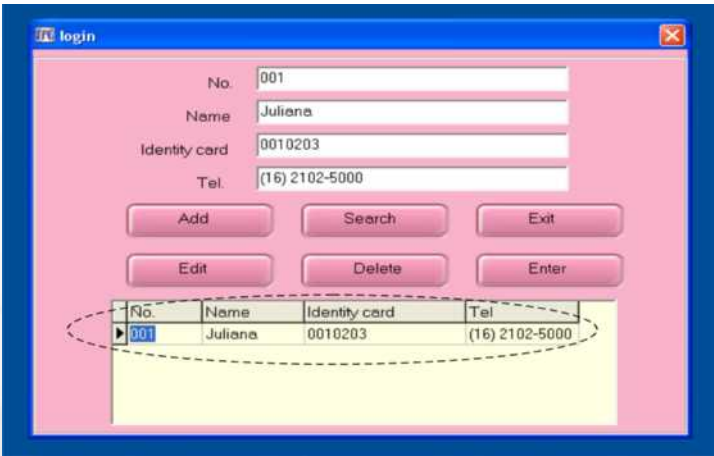 login
No. 001
Name Juliana
Identity card 0010203
Tel. (16) 2102-5000
Add Search Exit
Edit Delete Enter
No. Name Identity card Tel
001 Juliana 0010203 (16) 2102-5000